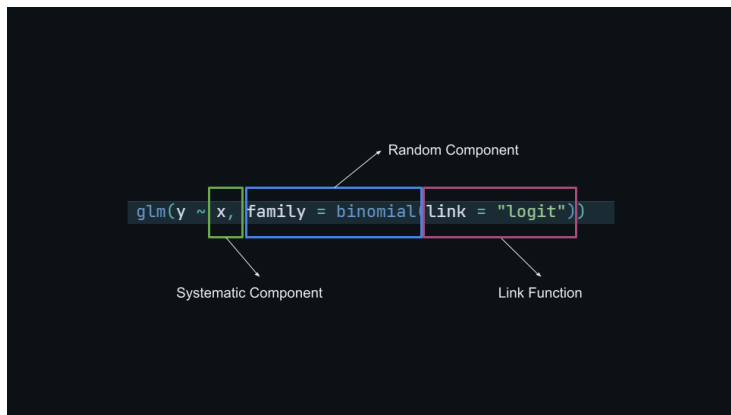 Random Component
glm(y ~ x, family = binomial(link = "logit"))
Systematic Component
Link Function